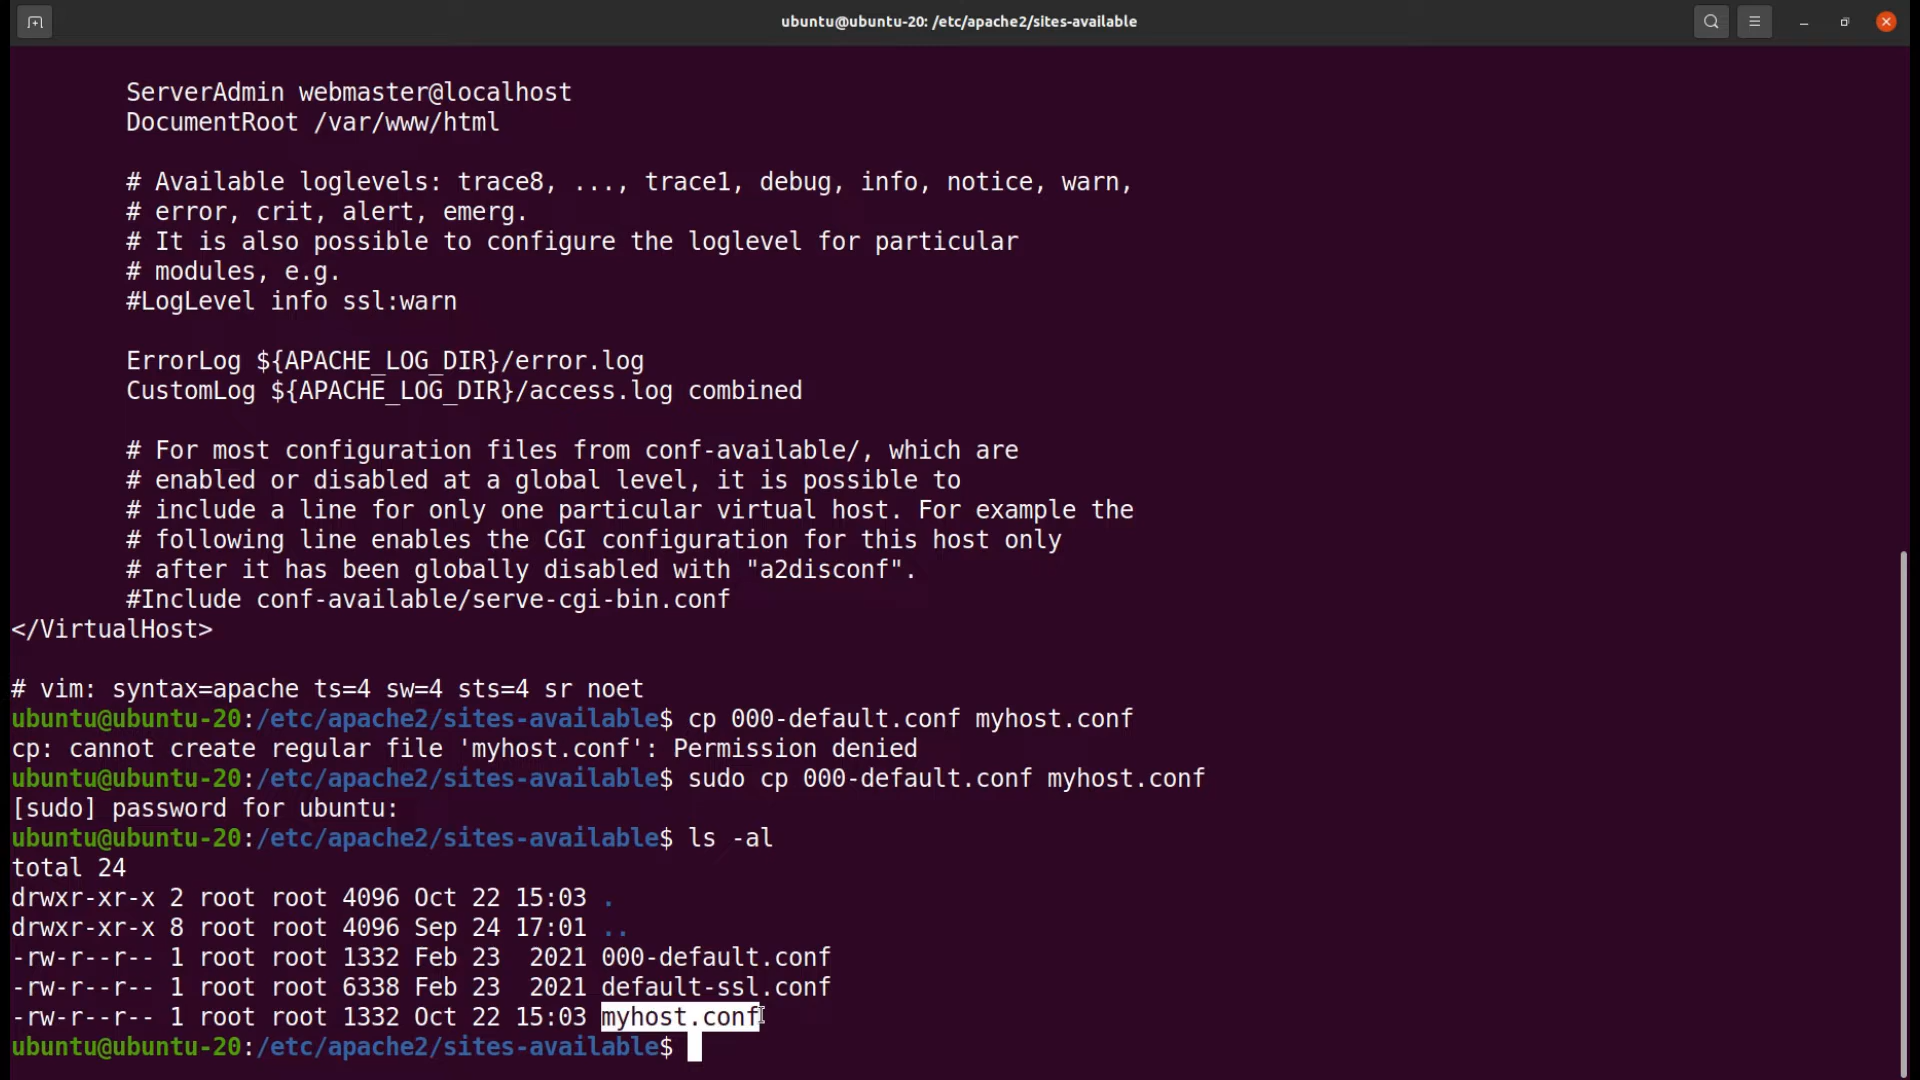 ubuntu@ubuntu-20: /etc/apache2/sites-available
ServerAdmin webmaster@localhost
DocumentRoot /var/www/html
# Available loglevels: trace8, ..., trace1, debug, info, notice, warn,
# error, crit, alert, emerg.
# It is also possible to configure the loglevel for particular
# modules, e.g.
#LogLevel info ssl:warn
ErrorLog ${APACHE_LOG_DIR}/error.log
CustomLog ${APACHE_LOG_DIR}/access.log combined
# For most configuration files from conf-available/, which are
# enabled or disabled at a global level, it is possible to
# include a line for only one particular virtual host. For example the
# following line enables the CGI configuration for this host only
# after it has been globally disabled with "a2disconf".
#Include conf-available/serve-cgi-bin.conf
</VirtualHost>
# vim: syntax=apache ts=4 sw=4 sts=4 sr noet
ubuntu@ubuntu-20:/etc/apache2/sites-available$ cp 000-default.conf myhost.conf
cp: cannot create regular file 'myhost.conf': Permission denied
ubuntu@ubuntu-20:/etc/apache2/sites-available$ sudo cp 000-default.conf myhost.conf
[sudo] password for ubuntu:
ubuntu@ubuntu-20:/etc/apache2/sites-available$ ls -al
total 24
drwxr-xr-x 2 root root 4096 Oct 22 15:03 .
drwxr-xr-x 8 root root 4096 Sep 24 17:01 ..
-rw-r--r-- 1 root root 1332 Feb 23  2021 000-default.conf
-rw-r--r-- 1 root root 6338 Feb 23  2021 default-ssl.conf
-rw-r--r-- 1 root root 1332 Oct 22 15:03 myhost.conf
ubuntu@ubuntu-20:/etc/apache2/sites-available$